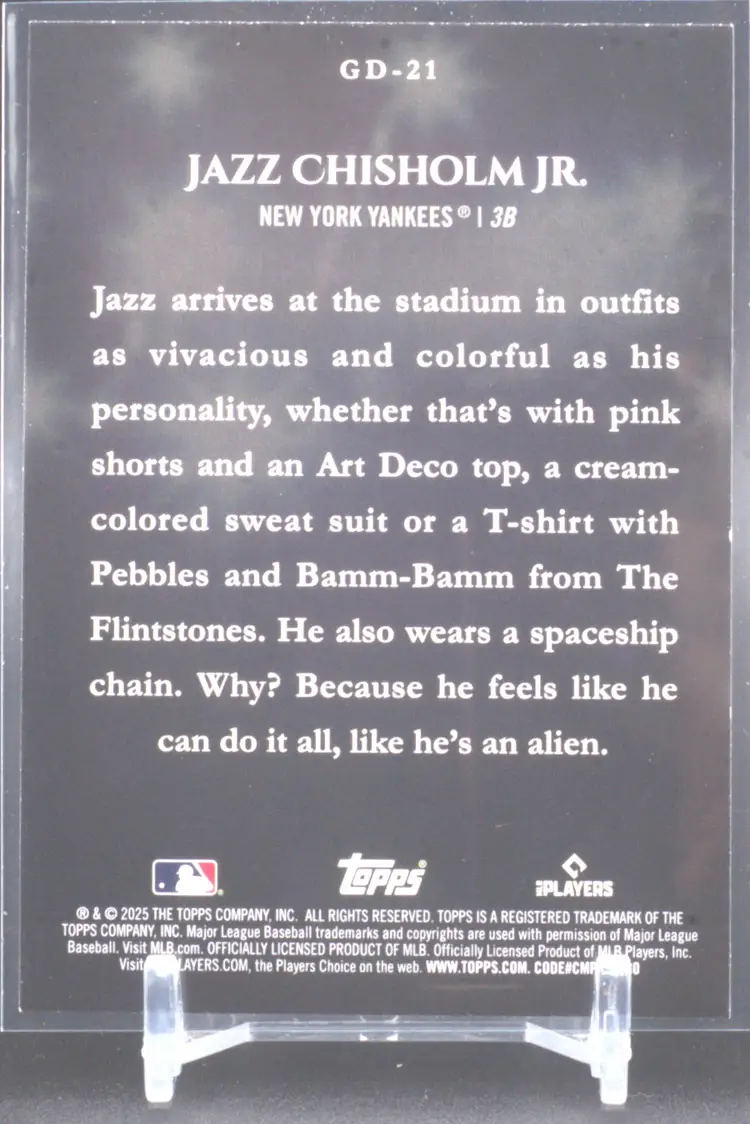 GD-21
JAZZ CHISHOLM JR.
NEW YORK YANKEES® | 3B
Jazz arrives at the stadium in outfits
as vivacious and colorful as his
personality, whether that's with pink
shorts and an Art Deco top, a cream-
colored sweat suit or a T-shirt with
Pebbles and Bamm-Bamm from The
Flintstones. He also wears a spaceship
chain. Why? Because he feels like he
can do it all, like he's an alien.
Topps®
MLB PLAYERS
® & © 2025 THE TOPPS COMPANY, INC. ALL RIGHTS RESERVED. TOPPS IS A REGISTERED TRADEMARK OF THE
TOPPS COMPANY, INC. Major League Baseball trademarks and copyrights are used with permission of Major League
Baseball. Visit MLB.com. OFFICIALLY LICENSED PRODUCT OF MLB. Officially Licensed Product of MLB Players, Inc.
Visit the Players Choice on the web. WWW.TOPPS.COM.